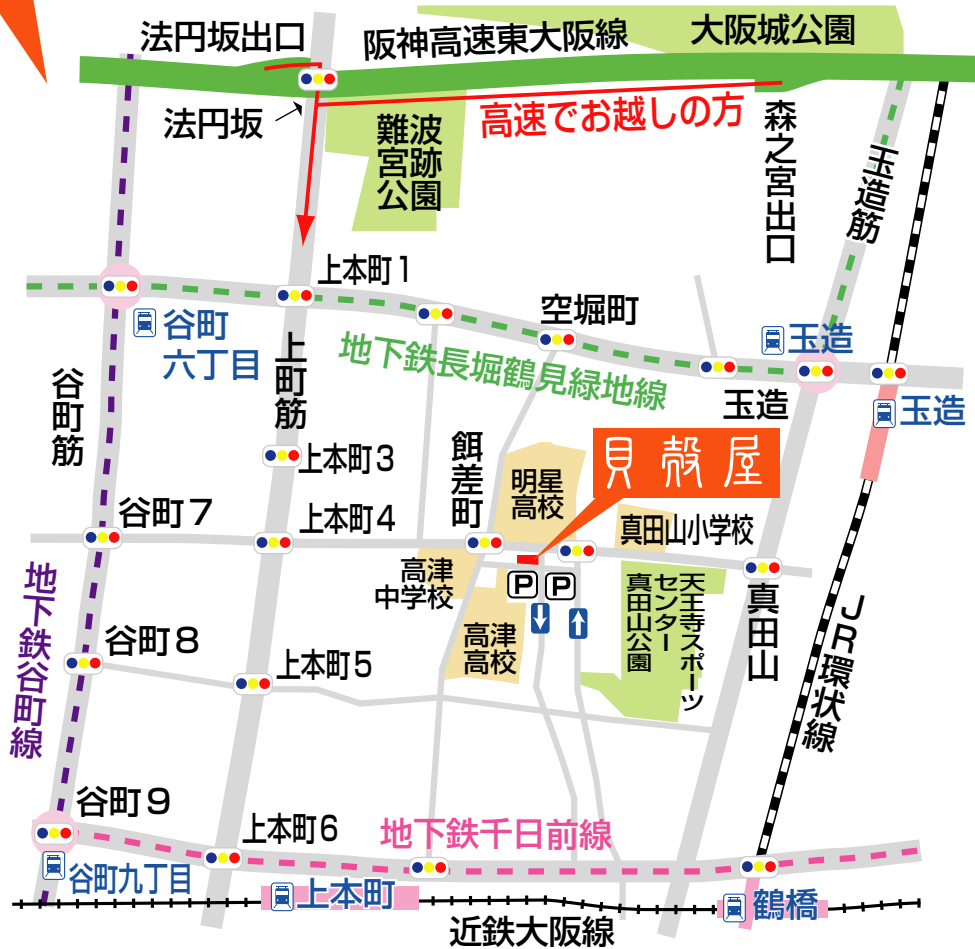 法円坂出口
阪神高速東大阪線
大阪城公園
法円坂
高速でお越しの方
難波
宮跡
公園
森之宮出口
玉造筋
上本町1
空堀町
谷町
六丁目
上町筋
地下鉄長堀鶴見緑地線
玉造
玉造
玉造
谷町筋
上本町3
餌差町
貝殻屋
明星
高校
谷町7
上本町4
真田山小学校
高津
中学校
P
P
天王寺スポーツ
センター
真田山公園
真田山
JR環状線
地下鉄谷町線
谷町8
高津
高校
上本町5
谷町9
上本町6
地下鉄千日前線
谷町九丁目
上本町
鶴橋
近鉄大阪線